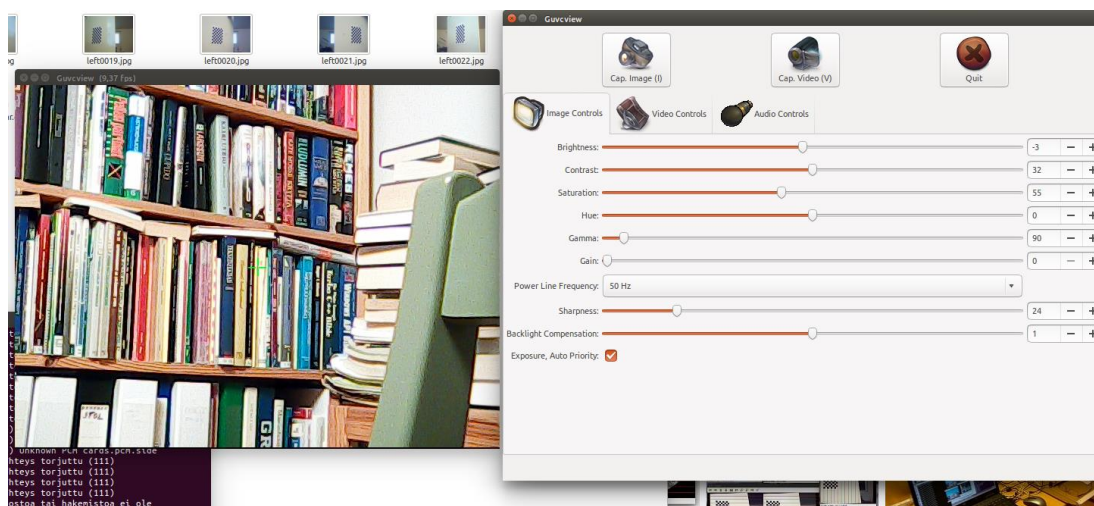 Guvcview
left0019.jpg
left0020.jpg
left0021.jpg
left0022.jpg
Guvcview (9,37 fps)
Cap. Image (I)
Cap. Video (V)
Quit
Image Controls
Video Controls
Audio Controls
Brightness:
-3
Contrast:
32
Saturation:
55
Hue:
0
Gamma:
90
Gain:
0
Power Line Frequency:
50 Hz
Sharpness:
24
Backlight Compensation:
1
Exposure, Auto Priority:
LUDLUMIN
) Unknown PCM cards.pcm.side
hteys torjuttu (111)
hteys torjuttu (111)
hteys torjuttu (111)
hteys torjuttu (111)
ostoa tai hakemistoa ei ole